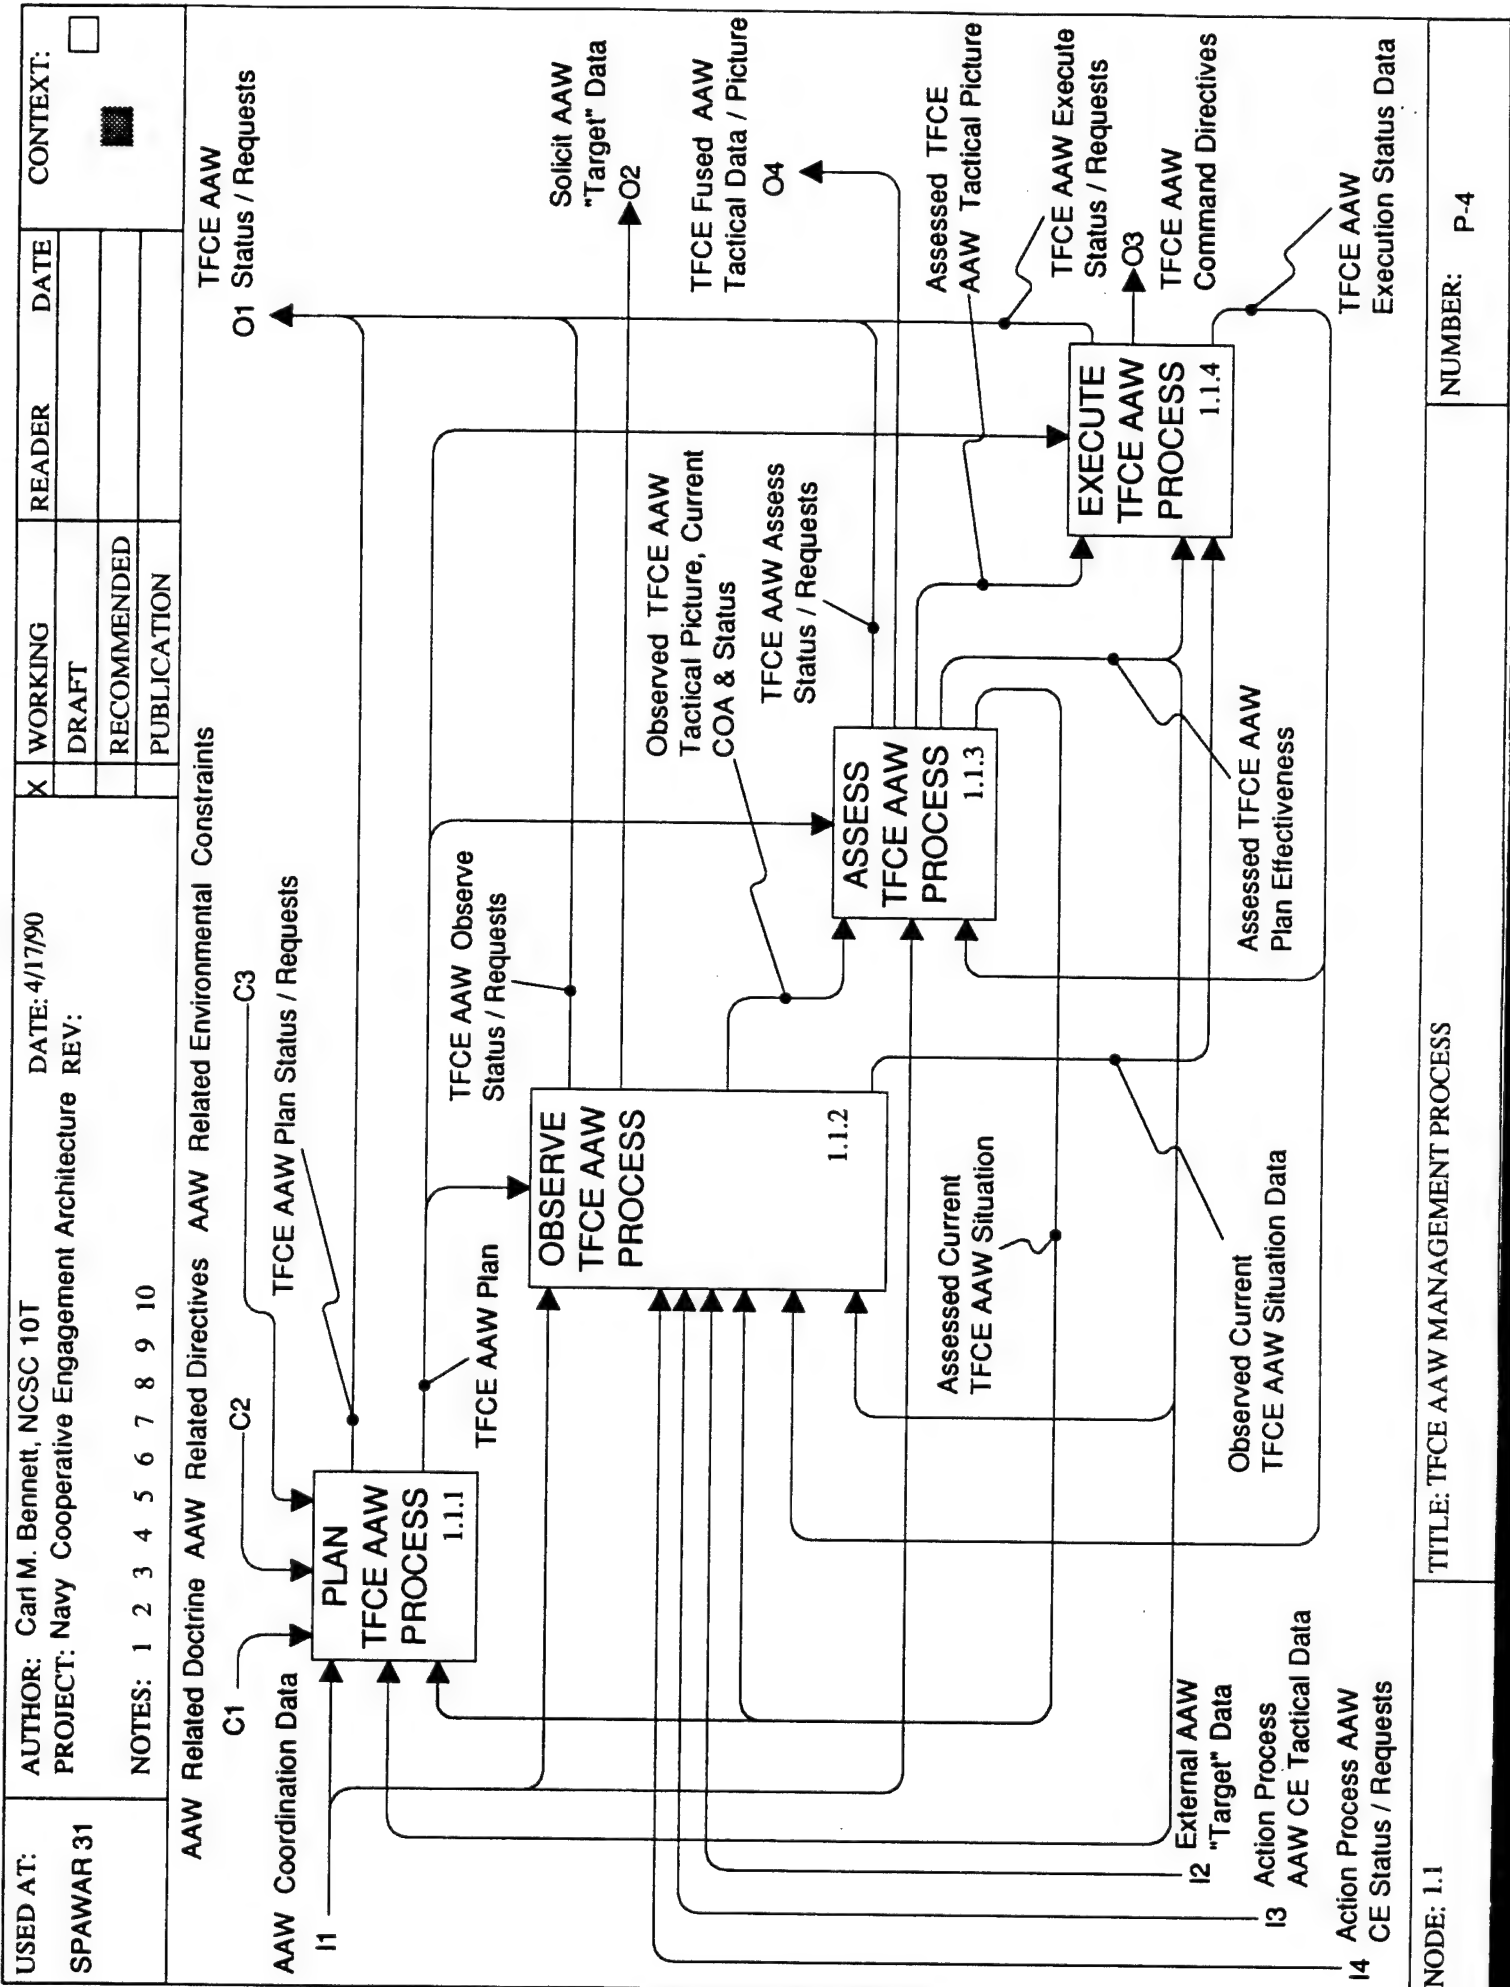 USED AT:
SPAWAR 31
AUTHOR: Carl M. Bennett, NCSC 10T
DATE: 4/17/90
PROJECT: Navy Cooperative Engagement Architecture
REV:
NOTES: 1 2 3 4 5 6 7 8 9 10
X WORKING
DRAFT
RECOMMENDED
PUBLICATION
READER
DATE
CONTEXT:
AAW Related Doctrine
AAW Related Directives
AAW Related Environmental Constraints
C1
C2
C3
AAW Coordination Data
I1
PLAN
TFCE AAW
PROCESS
1.1.1
TFCE AAW Plan Status / Requests
TFCE AAW Plan
TFCE AAW
O1 Status / Requests
OBSERVE
TFCE AAW
PROCESS
1.1.2
TFCE AAW Observe
Status / Requests
Solicit AAW
"Target" Data
O2
Observed TFCE AAW
Tactical Picture, Current
COA & Status
TFCE Fused AAW
Tactical Data / Picture
O4
TFCE AAW Assess
Status / Requests
ASSESS
TFCE AAW
PROCESS
1.1.3
Assessed TFCE
AAW Tactical Picture
TFCE AAW Execute
Status / Requests
EXECUTE
TFCE AAW
PROCESS
1.1.4
O3
TFCE AAW
Command Directives
Assessed Current
TFCE AAW Situation
Assessed TFCE AAW
Plan Effectiveness
Observed Current
TFCE AAW Situation Data
TFCE AAW
Execution Status Data
I2 External AAW
"Target" Data
I3 Action Process
AAW CE Tactical Data
I4 Action Process AAW
CE Status / Requests
NODE: 1.1
TITLE: TFCE AAW MANAGEMENT PROCESS
NUMBER: P-4